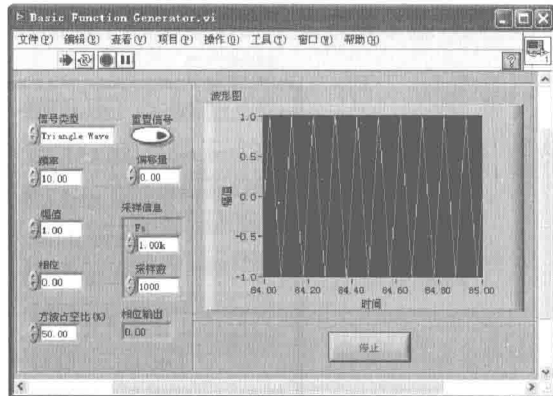 Basic Function Generator.vi
文件(F) 编辑(E) 查看(V) 项目(P) 操作(O) 工具(T) 窗口(W) 帮助(H)
1
信号类型
Triangle Wave
重置信号
频率
10.00
偏移量
0.00
幅值
1.00
采样信息
Fs
1.00k
相位
0.00
采样数
1000
方波占空比(%)
50.00
相位输出
0.00
波形图
幅值
1.0
0.5
0.0
-0.5
-1.0
84.00 84.20 84.40 84.60 84.80 85.00
时间
停止